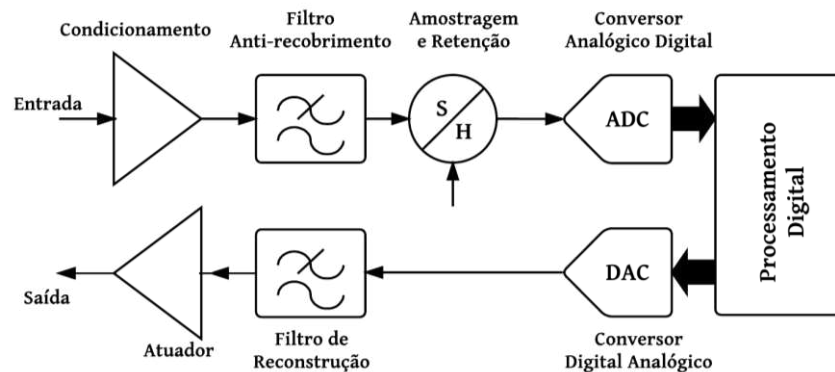 Condicionamento
Filtro
Anti-recobrimento
Amostragem
e Retenção
Conversor
Analógico Digital
Entrada
S
H
ADC
Processamento
Digital
DAC
Saída
Atuador
Filtro de
Reconstrução
Conversor
Digital Analógico